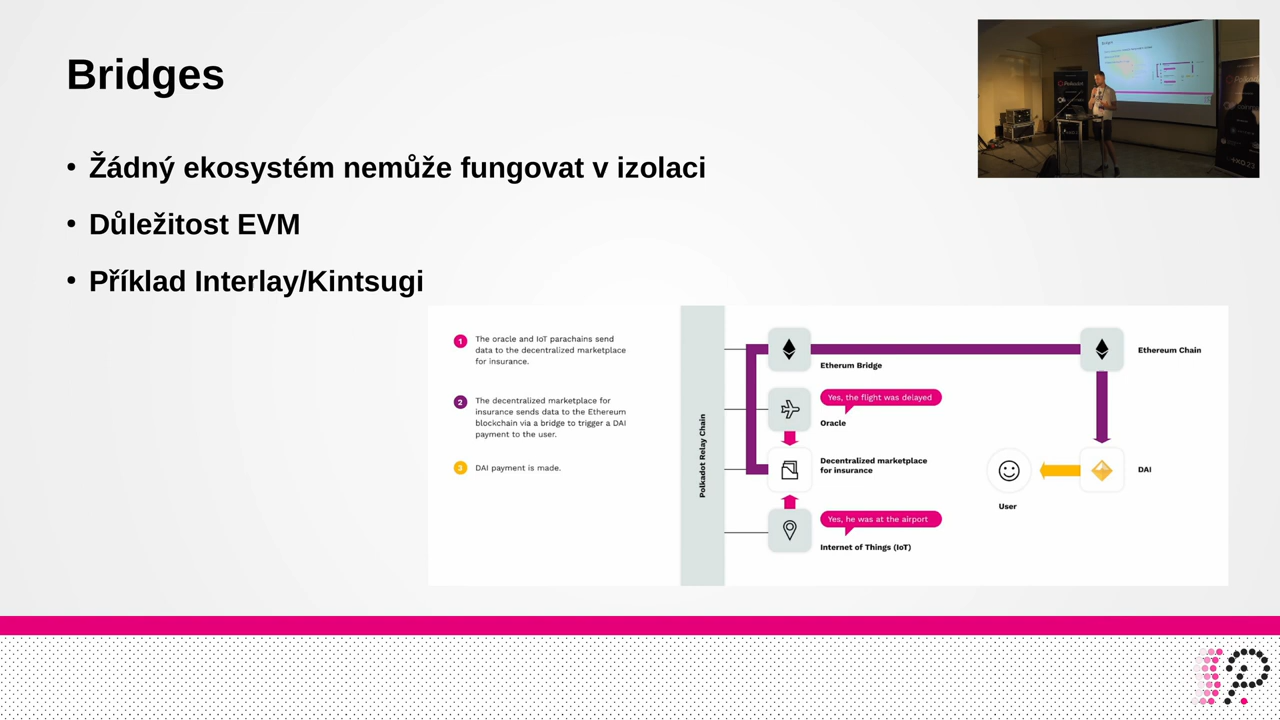 Bridges
• Žádný ekosystém nemůže fungovat v izolaci
• Důležitost EVM
• Příklad Interlay/Kintsugi
1
The oracle and IoT parachains send
data to the decentralized marketplace
for insurance.
2
The decentralized marketplace for
insurance sends data to the Ethereum
blockchain via a bridge to trigger a DAI
payment to the user.
3
DAI payment is made.
Polkadot Relay Chain
Etherum Bridge
Ethereum Chain
Yes, the flight was delayed
Oracle
Decentralized marketplace
for insurance
DAI
User
Yes, he was at the airport
Internet of Things (IoT)